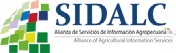 SIDALC
Alianza de Servicios de Información Agropecuaria
Alliance of Agricultural Information Services